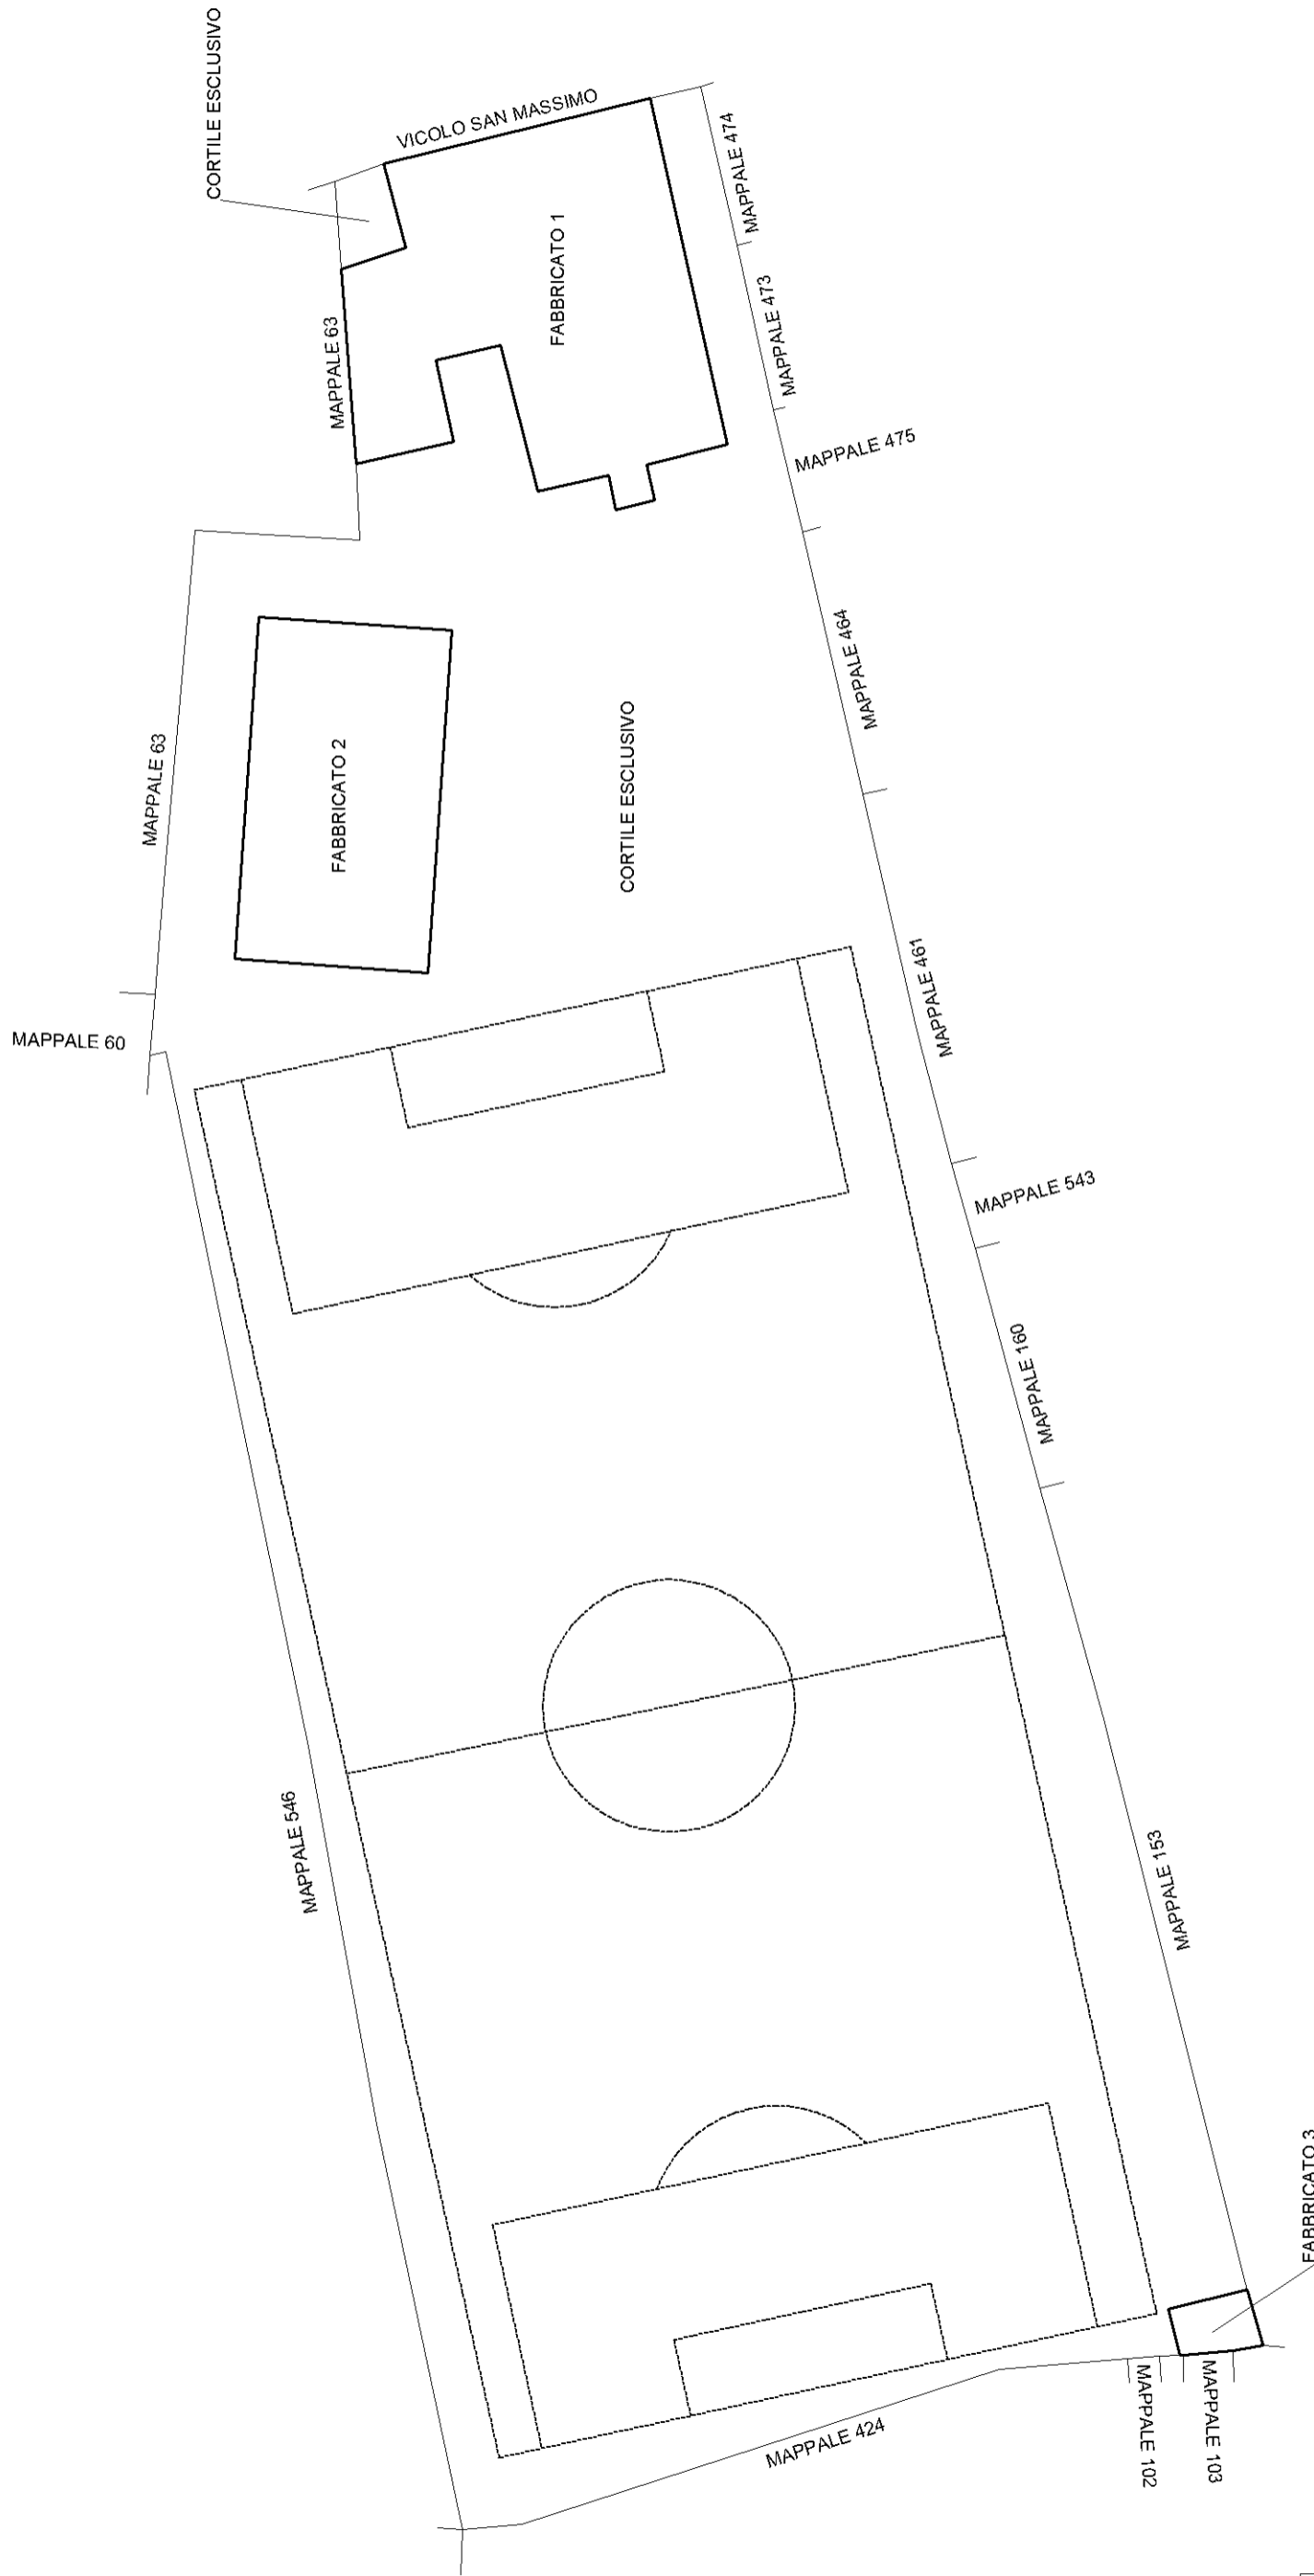 CORTILE ESCLUSIVO
VICOLO SAN MASSIMO
MAPPALE 474
FABBRICATO 1
MAPPALE 473
MAPPALE 63
MAPPALE 475
MAPPALE 464
FABBRICATO 2
CORTILE ESCLUSIVO
MAPPALE 63
MAPPALE 461
MAPPALE 60
MAPPALE 543
MAPPALE 160
MAPPALE 546
MAPPALE 153
FABBRICATO 3
MAPPALE 424
MAPPALE 102
MAPPALE 103